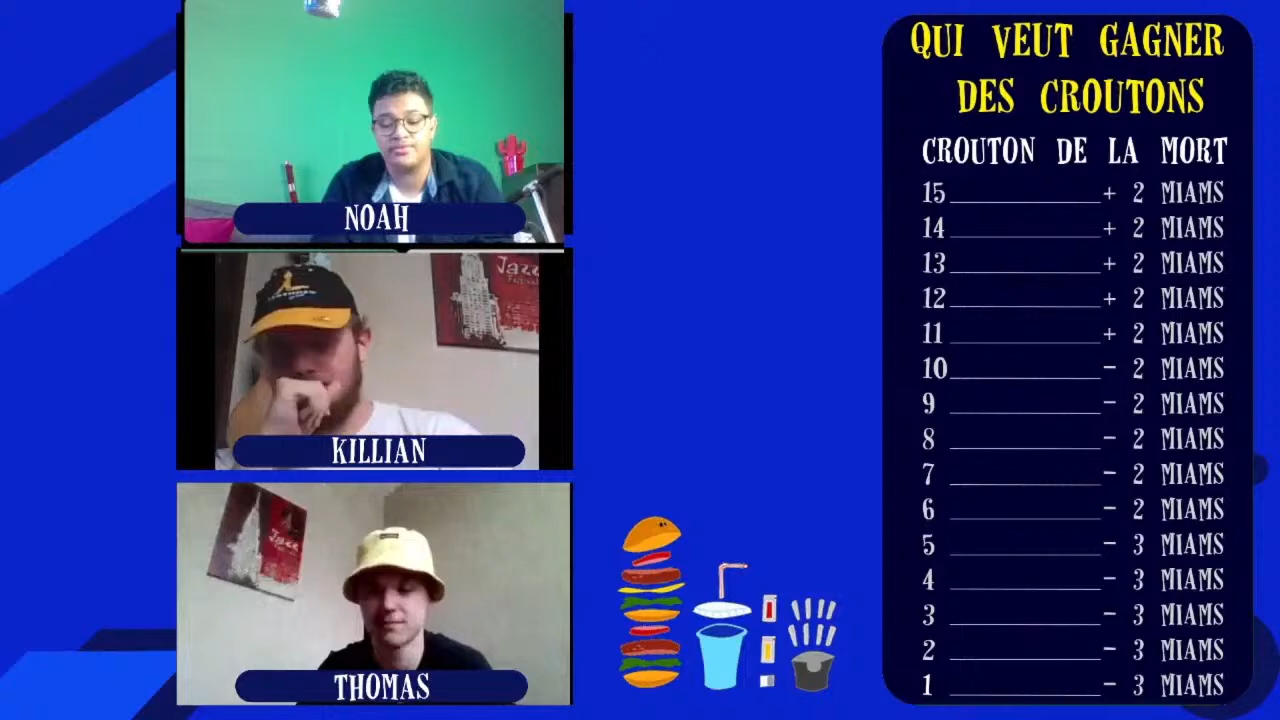 NOAH
Jazz
KILLIAN
Jazz
THOMAS
QUI VEUT GAGNER
DES CROUTONS
CROUTON DE LA MORT
15 + 2 MIAMS
14 + 2 MIAMS
13 + 2 MIAMS
12 + 2 MIAMS
11 + 2 MIAMS
10 - 2 MIAMS
9 - 2 MIAMS
8 - 2 MIAMS
7 - 2 MIAMS
6 - 2 MIAMS
5 - 3 MIAMS
4 - 3 MIAMS
3 - 3 MIAMS
2 - 3 MIAMS
1 - 3 MIAMS